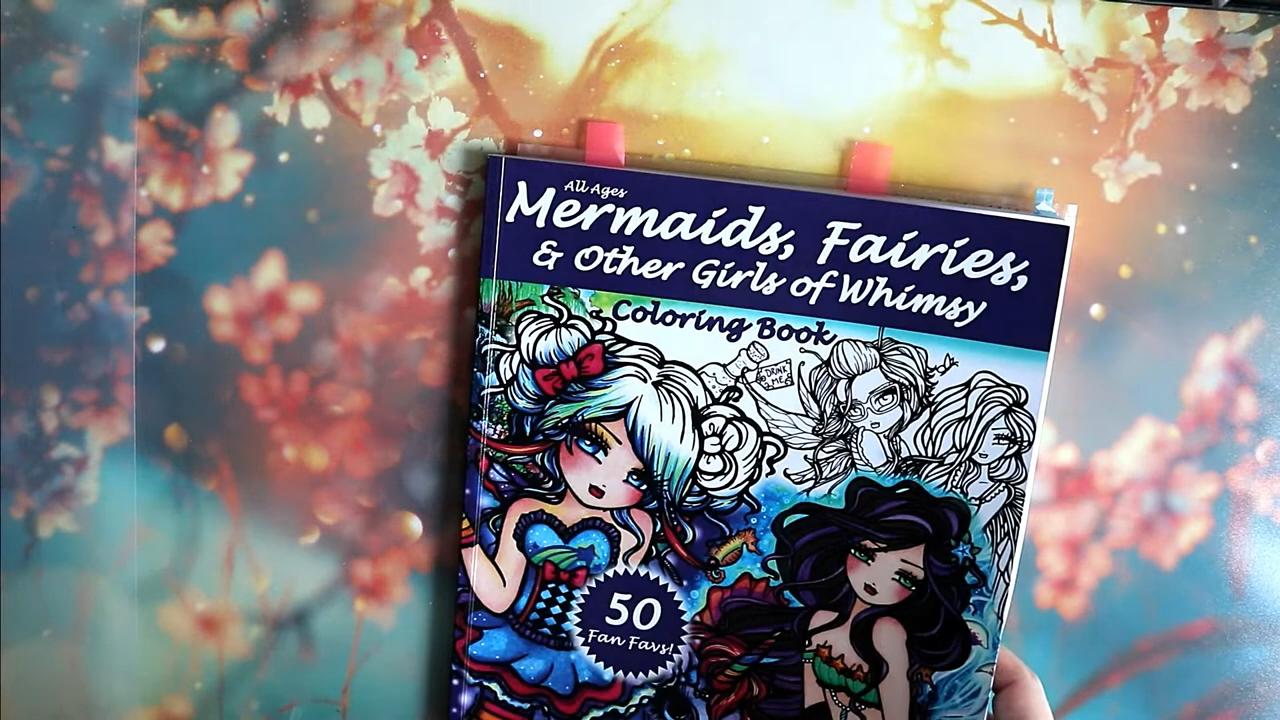 All Ages
Mermaids, Fairies,
& Other Girls of Whimsy
Coloring Book
DRINK
ME
50
Fan Favs!